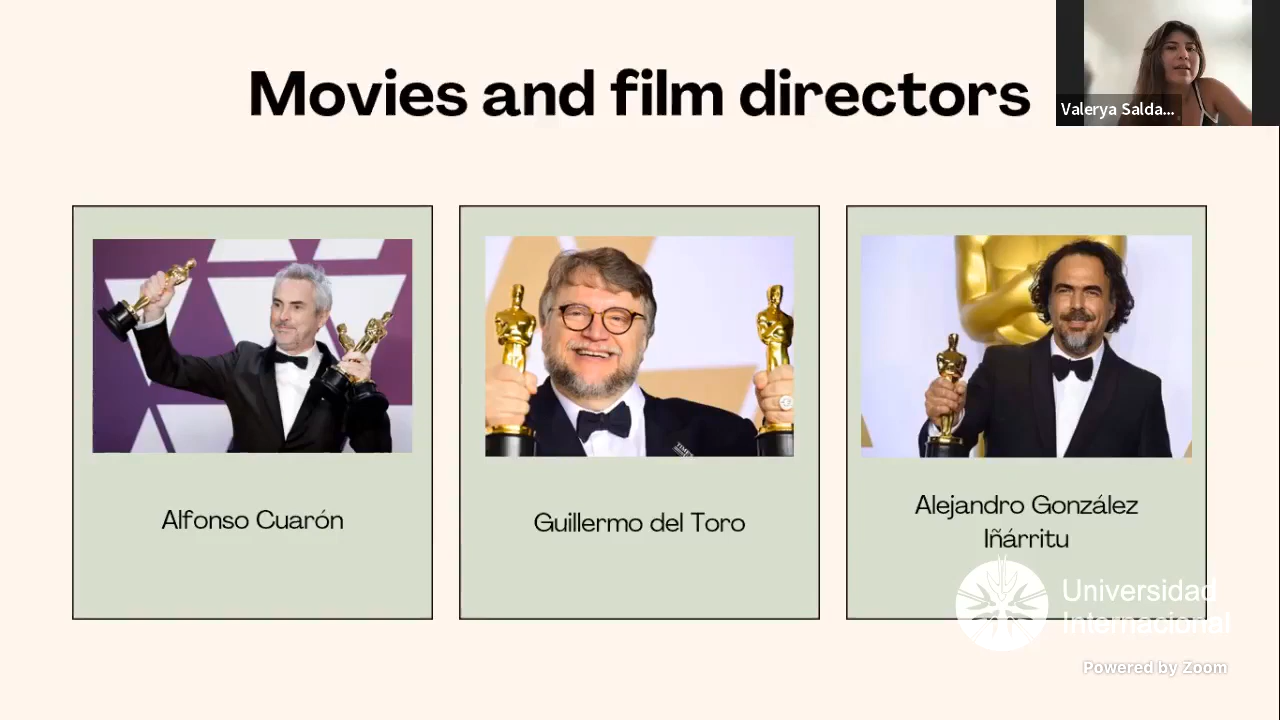 Movies and film directors
Valerya Salda...
Alfonso Cuarón
Guillermo del Toro
Alejandro González
Iñárritu
Universidad
Internacional
Powered by Zoom